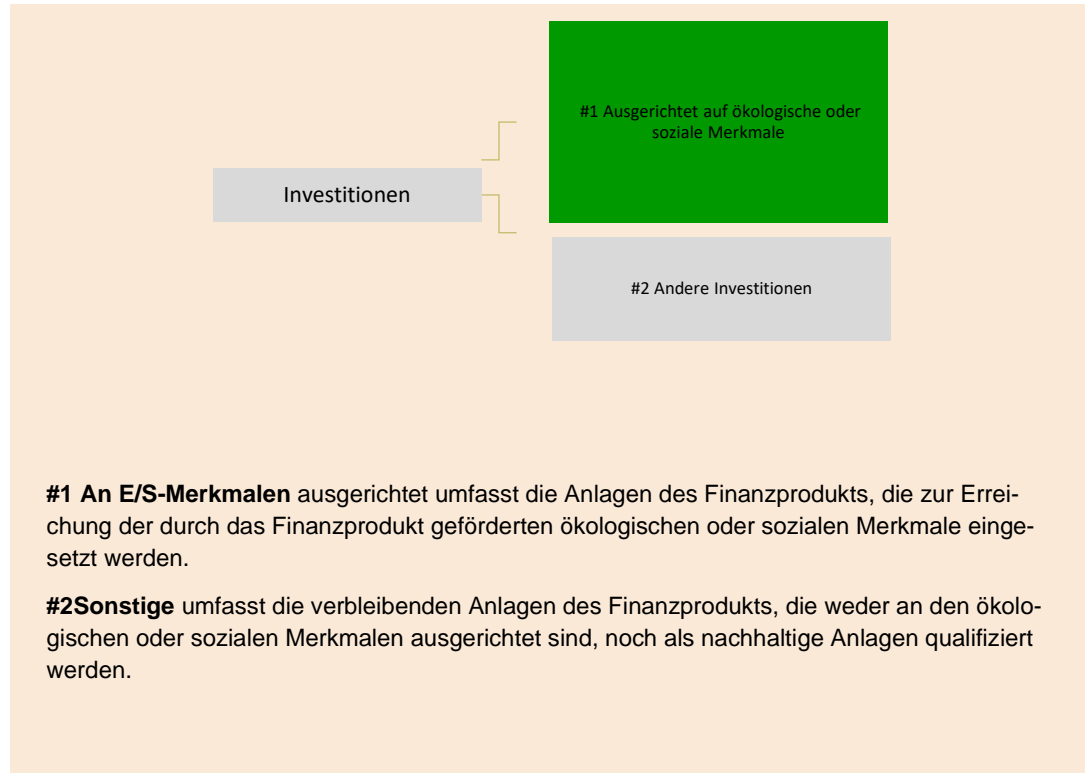 #1 Ausgerichtet auf ökologische oder
soziale Merkmale
Investitionen
#2 Andere Investitionen
#1 An E/S-Merkmalen ausgerichtet umfasst die Anlagen des Finanzprodukts, die zur Errei-
chung der durch das Finanzprodukt geförderten ökologischen oder sozialen Merkmale einge-
setzt werden.
#2Sonstige umfasst die verbleibenden Anlagen des Finanzprodukts, die weder an den ökolo-
gischen oder sozialen Merkmalen ausgerichtet sind, noch als nachhaltige Anlagen qualifiziert
werden.